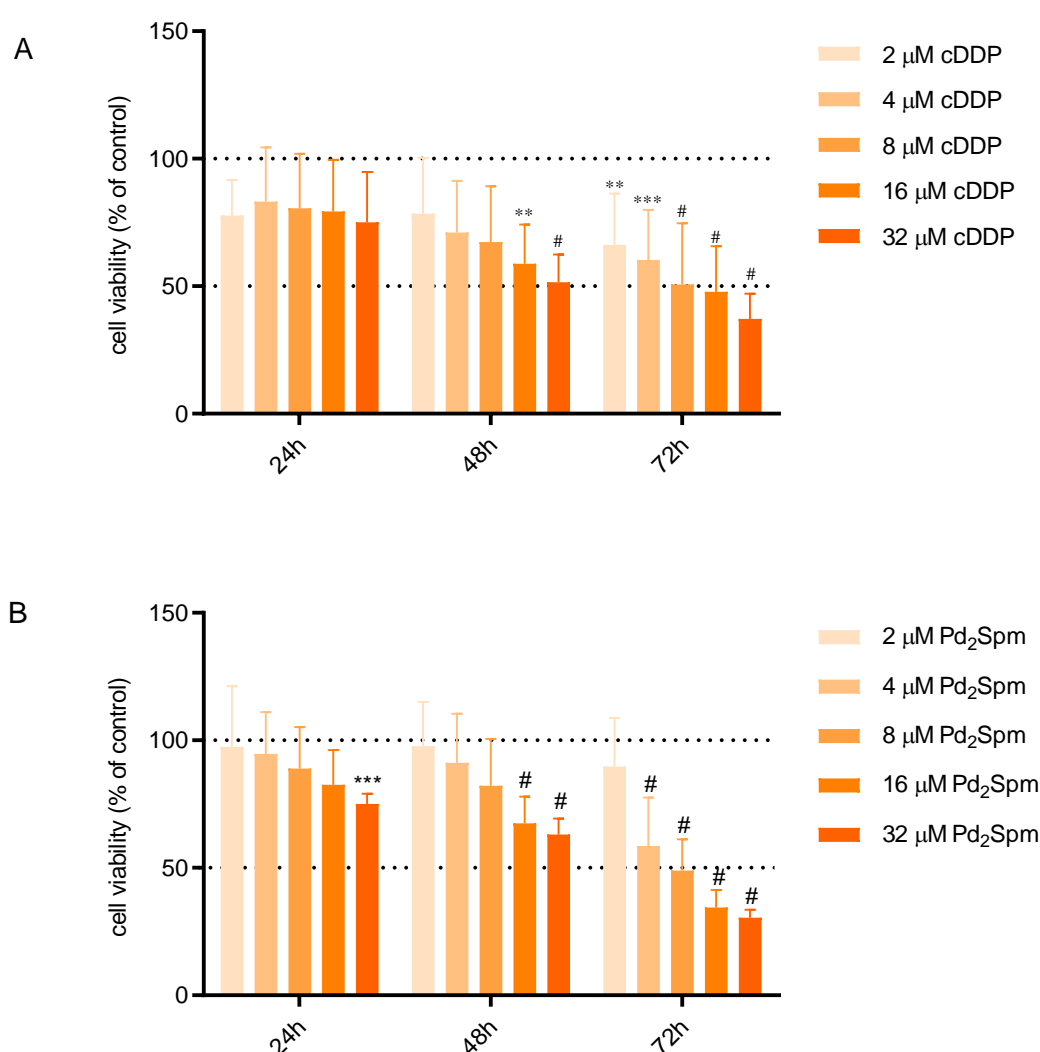 A
cell viability (% of control)
150
100
50
0
** # ** *** # # #
24h 48h 72h
2 μM cDDP
4 μM cDDP
8 μM cDDP
16 μM cDDP
32 μM cDDP
B
cell viability (% of control)
150
100
50
0
*** # # # # # #
24h 48h 72h
2 μM Pd₂Spm
4 μM Pd₂Spm
8 μM Pd₂Spm
16 μM Pd₂Spm
32 μM Pd₂Spm